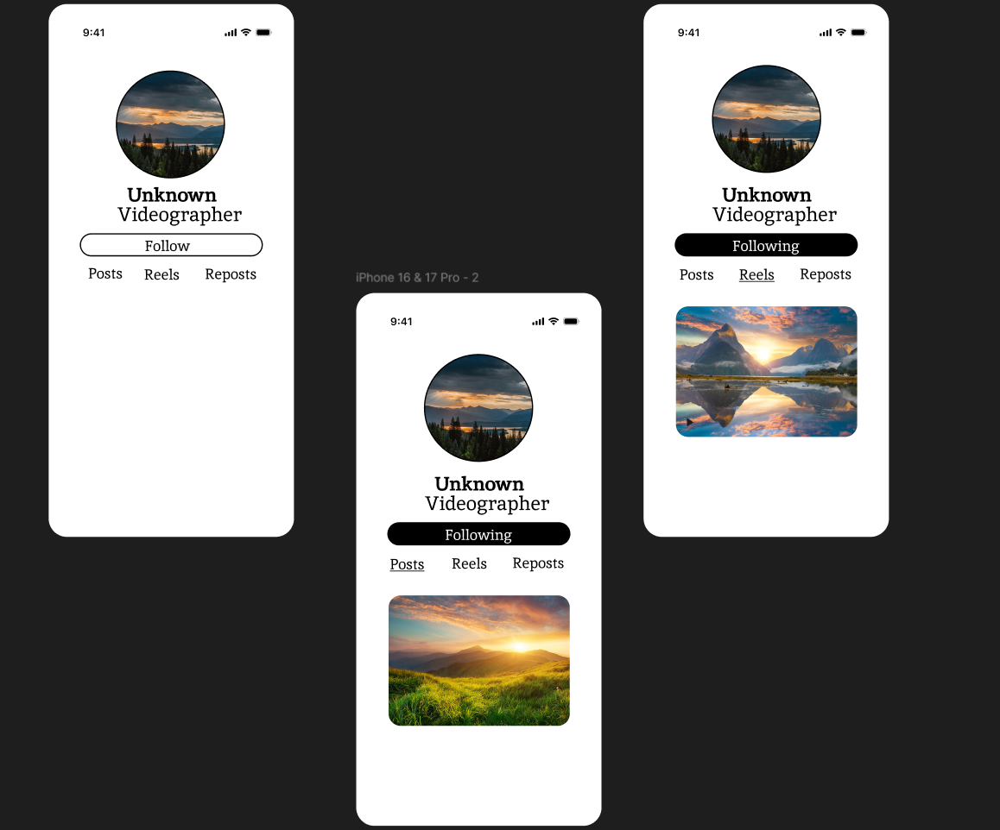 9:41
Unknown
Videographer
Follow
Posts Reels Reposts
iPhone 16 & 17 Pro - 2
9:41
Unknown
Videographer
Following
Posts Reels Reposts
9:41
Unknown
Videographer
Following
Posts Reels Reposts